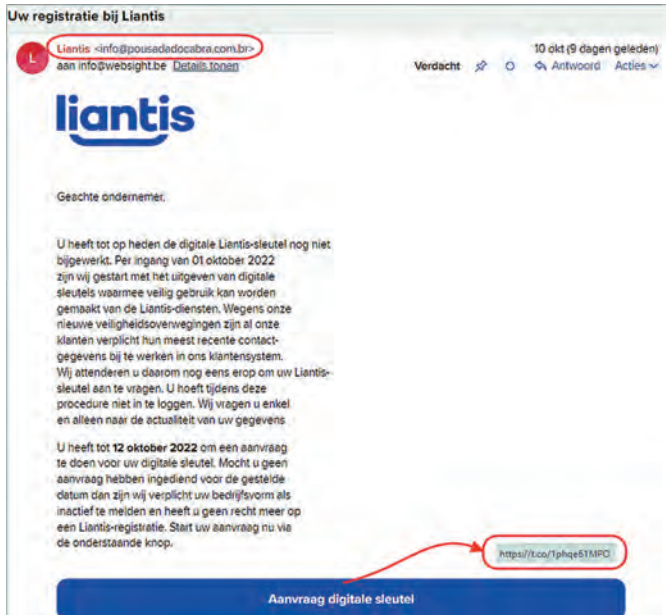 Uw registratie bij Liantis
L
Liantis <info@pousadadocabra.com.br>
10 okt (9 dagen geleden)
aan info@websight.be Details tonen
Verdacht Antwoord Acties
liantis
Geachte ondernemer,
U heeft tot op heden de digitale Liantis-sleutel nog niet
bijgewerkt. Per ingang van 01 oktober 2022
zijn wij gestart met het uitgeven van digitale
sleutels waarmee veilig gebruik kan worden
gemaakt van de Liantis-diensten. Wegens onze
nieuwe veiligheidsoverwegingen zijn al onze
klanten verplicht hun meest recente contact-
gegevens bij te werken in ons klantensysteem.
Wij attenderen u daarom nog eens erop om uw Liantis-
sleutel aan te vragen. U hoeft tijdens deze
procedure niet in te loggen. Wij vragen u enkel
en alleen naar de actualiteit van uw gegevens
U heeft tot 12 oktober 2022 om een aanvraag
te doen voor uw digitale sleutel. Mocht u geen
aanvraag hebben ingediend voor de gestelde
datum dan zijn wij verplicht uw bedrijfsvorm als
inactief te melden en heeft u geen recht meer op
een Liantis-registratie. Start uw aanvraag nu via
de onderstaande knop.
https://t.co/1phqe51MPO
Aanvraag digitale sleutel